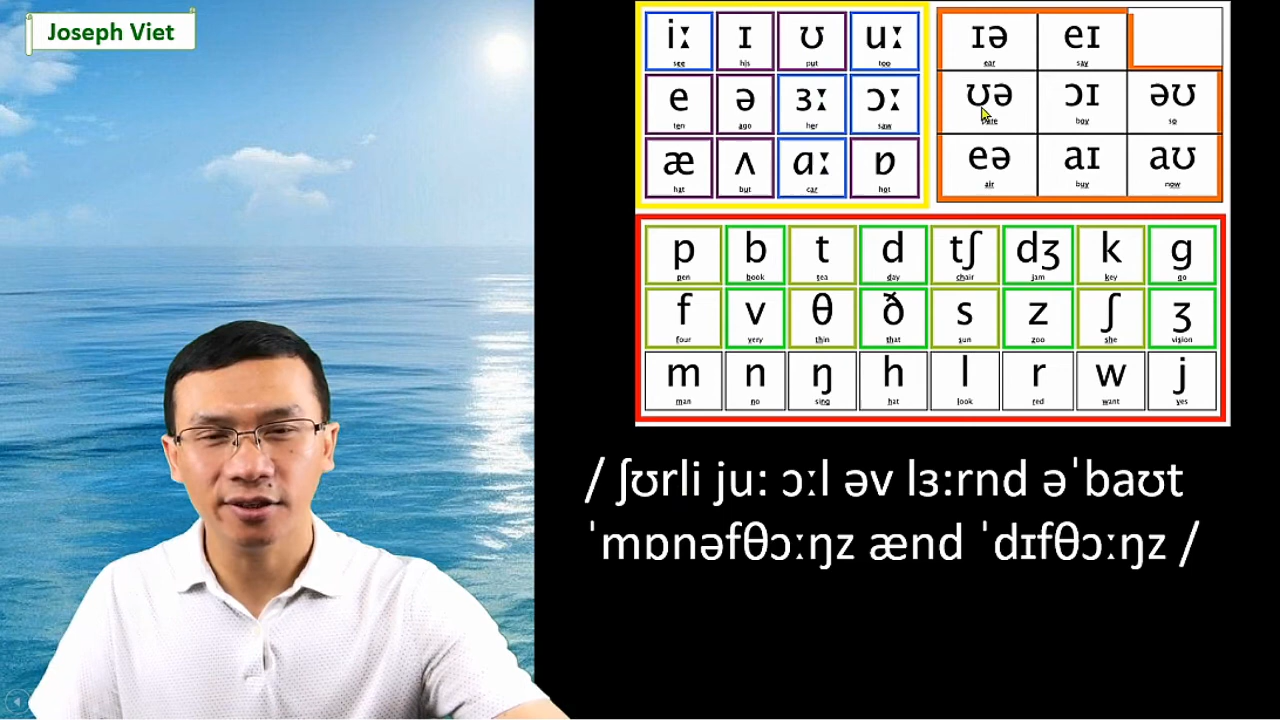 Joseph Viet
iː ɪ ʊ uː
see his put too
e ə ɜː ɔː
ten ago her saw
æ ʌ ɑː ɒ
hat but car hot
ɪə eɪ
ear say
ʊə ɔɪ əʊ
boy so
eə aɪ aʊ
air buy now
p b t d tʃ dʒ k g
pen book tea day chair jam key go
f v θ ð s z ʃ ʒ
four very thin that sun zoo she vision
m n ŋ h l r w j
man no sing hat look red want yes
/ ʃʊrli juː ɔːl əv lɜːrnd əˈbaʊt
ˈmɒnəfθɔːŋz ænd ˈdɪfθɔːŋz /